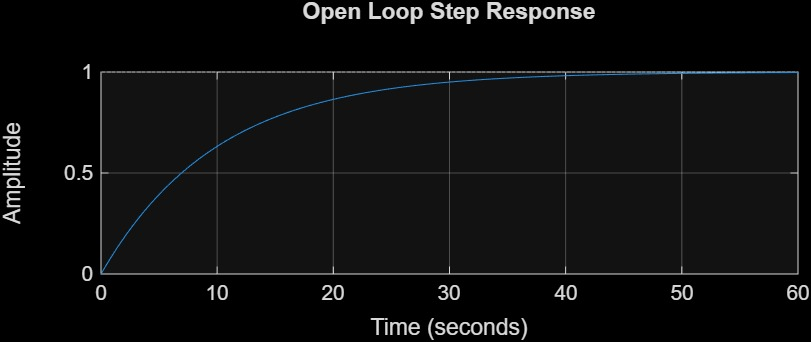 Open Loop Step Response
1
0.5
0
Amplitude
0 10 20 30 40 50 60
Time (seconds)